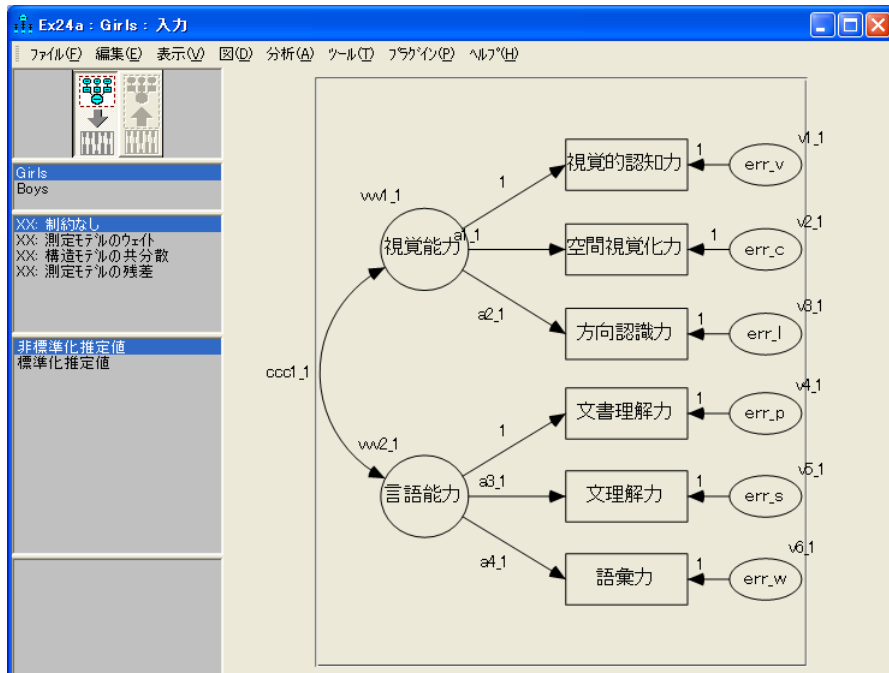 Ex24a : Girls : 入力
ファイル(F) 編集(E) 表示(V) 図(D) 分析(A) ツール(T) プラグイン(P) ヘルプ(H)
Girls
Boys
XX: 制約なし
XX: 測定モデルのウェイト
XX: 構造モデルの共分散
XX: 測定モデルの残差
非標準化推定値
標準化推定値
v1_1
1
視覚的認知力
1
err_v
vvv1_1
視覚能力
a1_1
v2_1
空間視覚化力
1
err_c
a2_1
v3_1
方向認識力
1
err_l
ccc1_1
v4_1
文書理解力
1
err_p
1
vvv2_1
言語能力
a3_1
v5_1
文理解力
1
err_s
a4_1
v6_1
語彙力
1
err_w